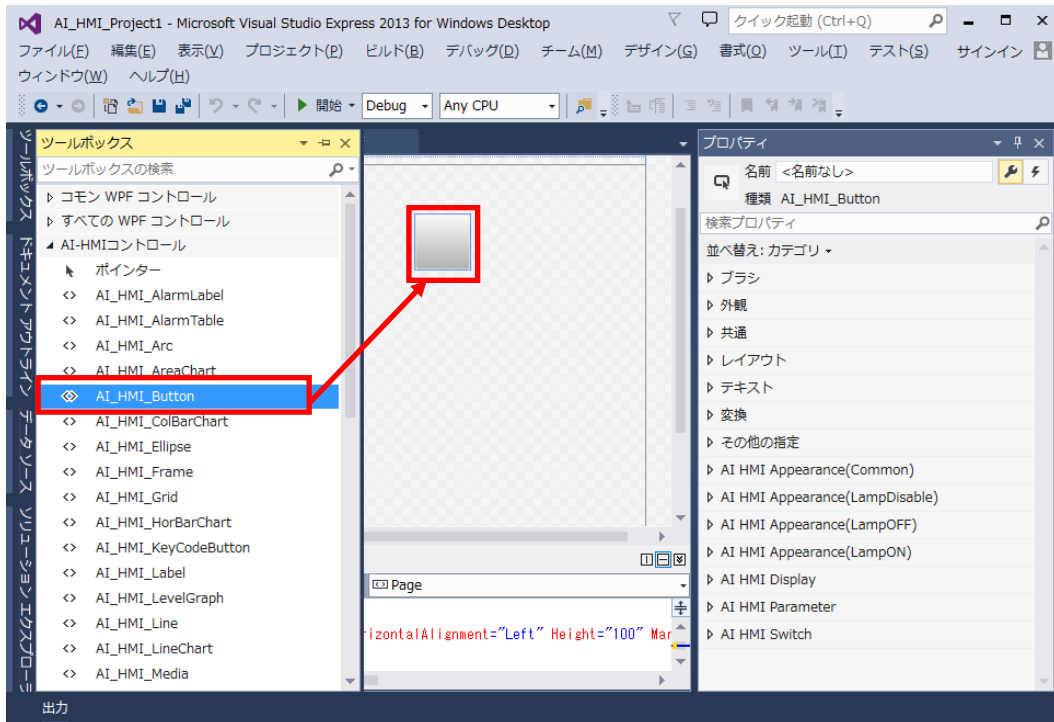 AI_HMI_Project1 - Microsoft Visual Studio Express 2013 for Windows Desktop
クイック起動 (Ctrl+Q)
ファイル(F) 編集(E) 表示(V) プロジェクト(P) ビルド(B) デバッグ(D) チーム(M) デザイン(G) 書式(O) ツール(T) テスト(S) サインイン
ウィンドウ(W) ヘルプ(H)
開始 Debug Any CPU
ツールボックス
ドキュメント アウトライン
データ ソース
ソリューション エクスプローラ
ツールボックス
ツールボックスの検索
コモン WPF コントロール
すべての WPF コントロール
AI-HMIコントロール
ポインター
AI_HMI_AlarmLabel
AI_HMI_AlarmTable
AI_HMI_Arc
AI_HMI_AreaChart
AI_HMI_Button
AI_HMI_ColBarChart
AI_HMI_Ellipse
AI_HMI_Frame
AI_HMI_Grid
AI_HMI_HorBarChart
AI_HMI_KeyCodeButton
AI_HMI_Label
AI_HMI_LevelGraph
AI_HMI_Line
AI_HMI_LineChart
AI_HMI_Media
Page
rizontalAlignment="Left" Height="100" Mar
プロパティ
名前 <名前なし>
種類 AI_HMI_Button
検索プロパティ
並べ替え: カテゴリ
ブラシ
外観
共通
レイアウト
テキスト
変換
その他の指定
AI HMI Appearance(Common)
AI HMI Appearance(LampDisable)
AI HMI Appearance(LampOFF)
AI HMI Appearance(LampON)
AI HMI Display
AI HMI Parameter
AI HMI Switch
出力